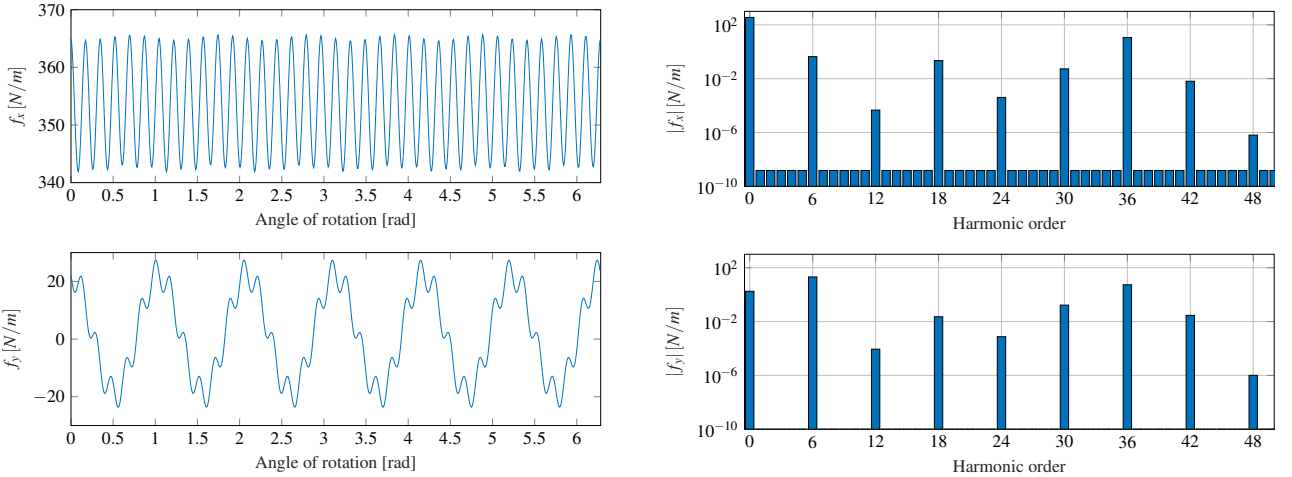 370
360
350
340
f_x [N/m]
0 0.5 1 1.5 2 2.5 3 3.5 4 4.5 5 5.5 6
Angle of rotation [rad]
10^2
10^−2
10^−6
10^−10
|f_x| [N/m]
0 6 12 18 24 30 36 42 48
Harmonic order
20
0
−20
f_y [N/m]
0 0.5 1 1.5 2 2.5 3 3.5 4 4.5 5 5.5 6
Angle of rotation [rad]
10^2
10^−2
10^−6
10^−10
|f_y| [N/m]
0 6 12 18 24 30 36 42 48
Harmonic order